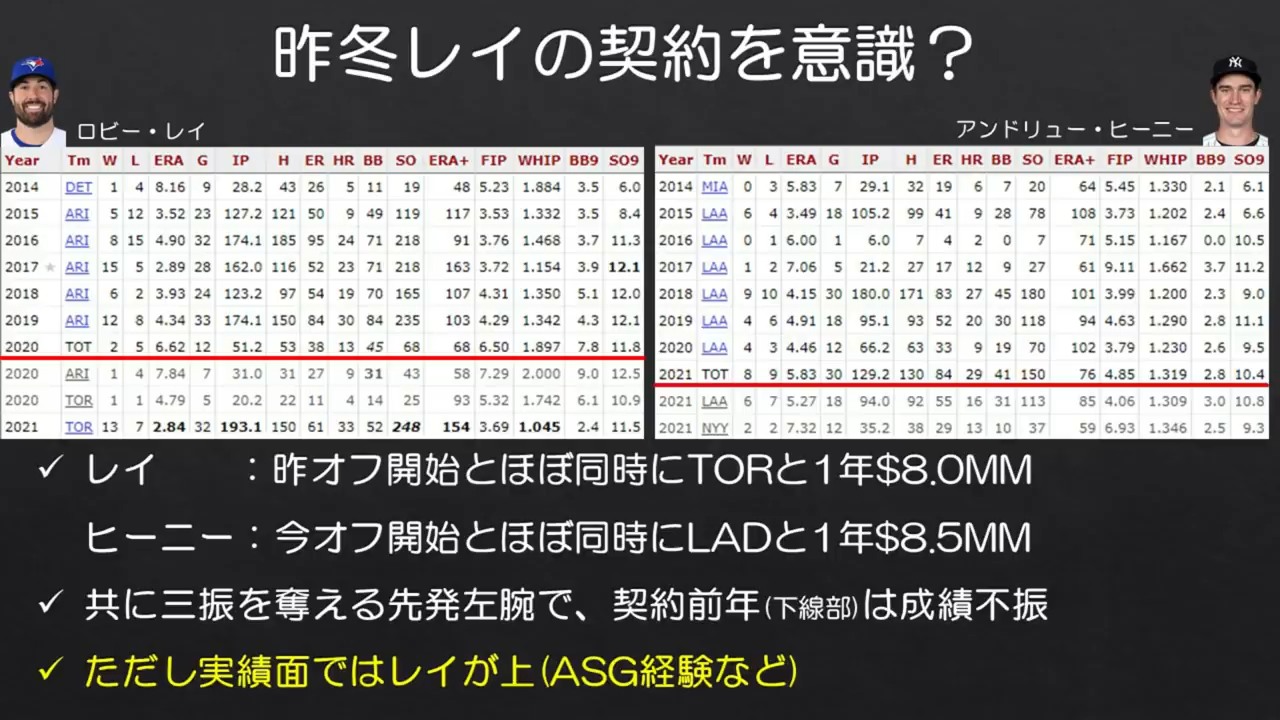 昨冬レイの契約を意識？
ロビー・レイ
アンドリュー・ヒーニー
Year Tm W L ERA G IP H ER HR BB SO ERA+ FIP WHIP BB9 SO9
2014 DET 1 4 8.16 9 28.2 43 26 5 11 19 48 5.23 1.884 3.5 6.0
2015 ARI 5 12 3.52 23 127.2 121 50 9 49 119 117 3.53 1.332 3.5 8.4
2016 ARI 8 15 4.90 32 174.1 185 95 24 71 218 91 3.76 1.468 3.7 11.3
2017 ★ ARI 15 5 2.89 28 162.0 116 52 23 71 218 163 3.72 1.154 3.9 12.1
2018 ARI 6 2 3.93 24 123.2 97 54 19 70 165 107 4.31 1.350 5.1 12.0
2019 ARI 12 8 4.34 33 174.1 150 84 30 84 235 103 4.29 1.342 4.3 12.1
2020 TOT 2 5 6.62 12 51.2 53 38 13 45 68 68 6.50 1.897 7.8 11.8
2020 ARI 1 4 7.84 7 31.0 31 27 9 31 43 58 7.29 2.000 9.0 12.5
2020 TOR 1 1 4.79 5 20.2 22 11 4 14 25 93 5.32 1.742 6.1 10.9
2021 TOR 13 7 2.84 32 193.1 150 61 33 52 248 154 3.69 1.045 2.4 11.5
Year Tm W L ERA G IP H ER HR BB SO ERA+ FIP WHIP BB9 SO9
2014 MIA 0 3 5.83 7 29.1 32 19 6 7 20 64 5.45 1.330 2.1 6.1
2015 LAA 6 4 3.49 18 105.2 99 41 9 28 78 108 3.73 1.202 2.4 6.6
2016 LAA 0 1 6.00 1 6.0 7 4 2 0 7 71 5.15 1.167 0.0 10.5
2017 LAA 1 2 7.06 5 21.2 27 17 12 9 27 61 9.11 1.662 3.7 11.2
2018 LAA 9 10 4.15 30 180.0 171 83 27 45 180 101 3.99 1.200 2.3 9.0
2019 LAA 4 6 4.91 18 95.1 93 52 20 30 118 94 4.63 1.290 2.8 11.1
2020 LAA 4 3 4.46 12 66.2 63 33 9 19 70 102 3.79 1.230 2.6 9.5
2021 TOT 8 9 5.83 30 129.2 130 84 29 41 150 76 4.85 1.319 2.8 10.4
2021 LAA 6 7 5.27 18 94.0 92 55 16 31 113 85 4.06 1.309 3.0 10.8
2021 NYY 2 2 7.32 12 35.2 38 29 13 10 37 59 6.93 1.346 2.5 9.3
✓ レイ　　：昨オフ開始とほぼ同時にTORと1年$8.0MM
ヒーニー：今オフ開始とほぼ同時にLADと1年$8.5MM
✓ 共に三振を奪える先発左腕で、契約前年(下線部)は成績不振
✓ ただし実績面ではレイが上(ASG経験など)